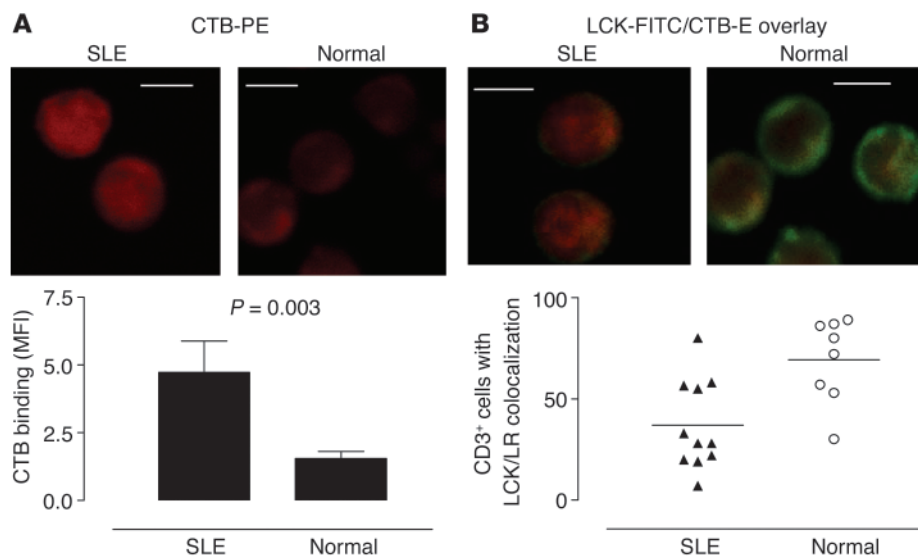 A
CTB-PE
SLE
Normal
7.5
5.0
2.5
0.0
CTB binding (MFI)
P = 0.003
SLE
Normal
B
LCK-FITC/CTB-E overlay
SLE
Normal
100
50
0
CD3⁺ cells with
LCK/LR colocalization
SLE
Normal